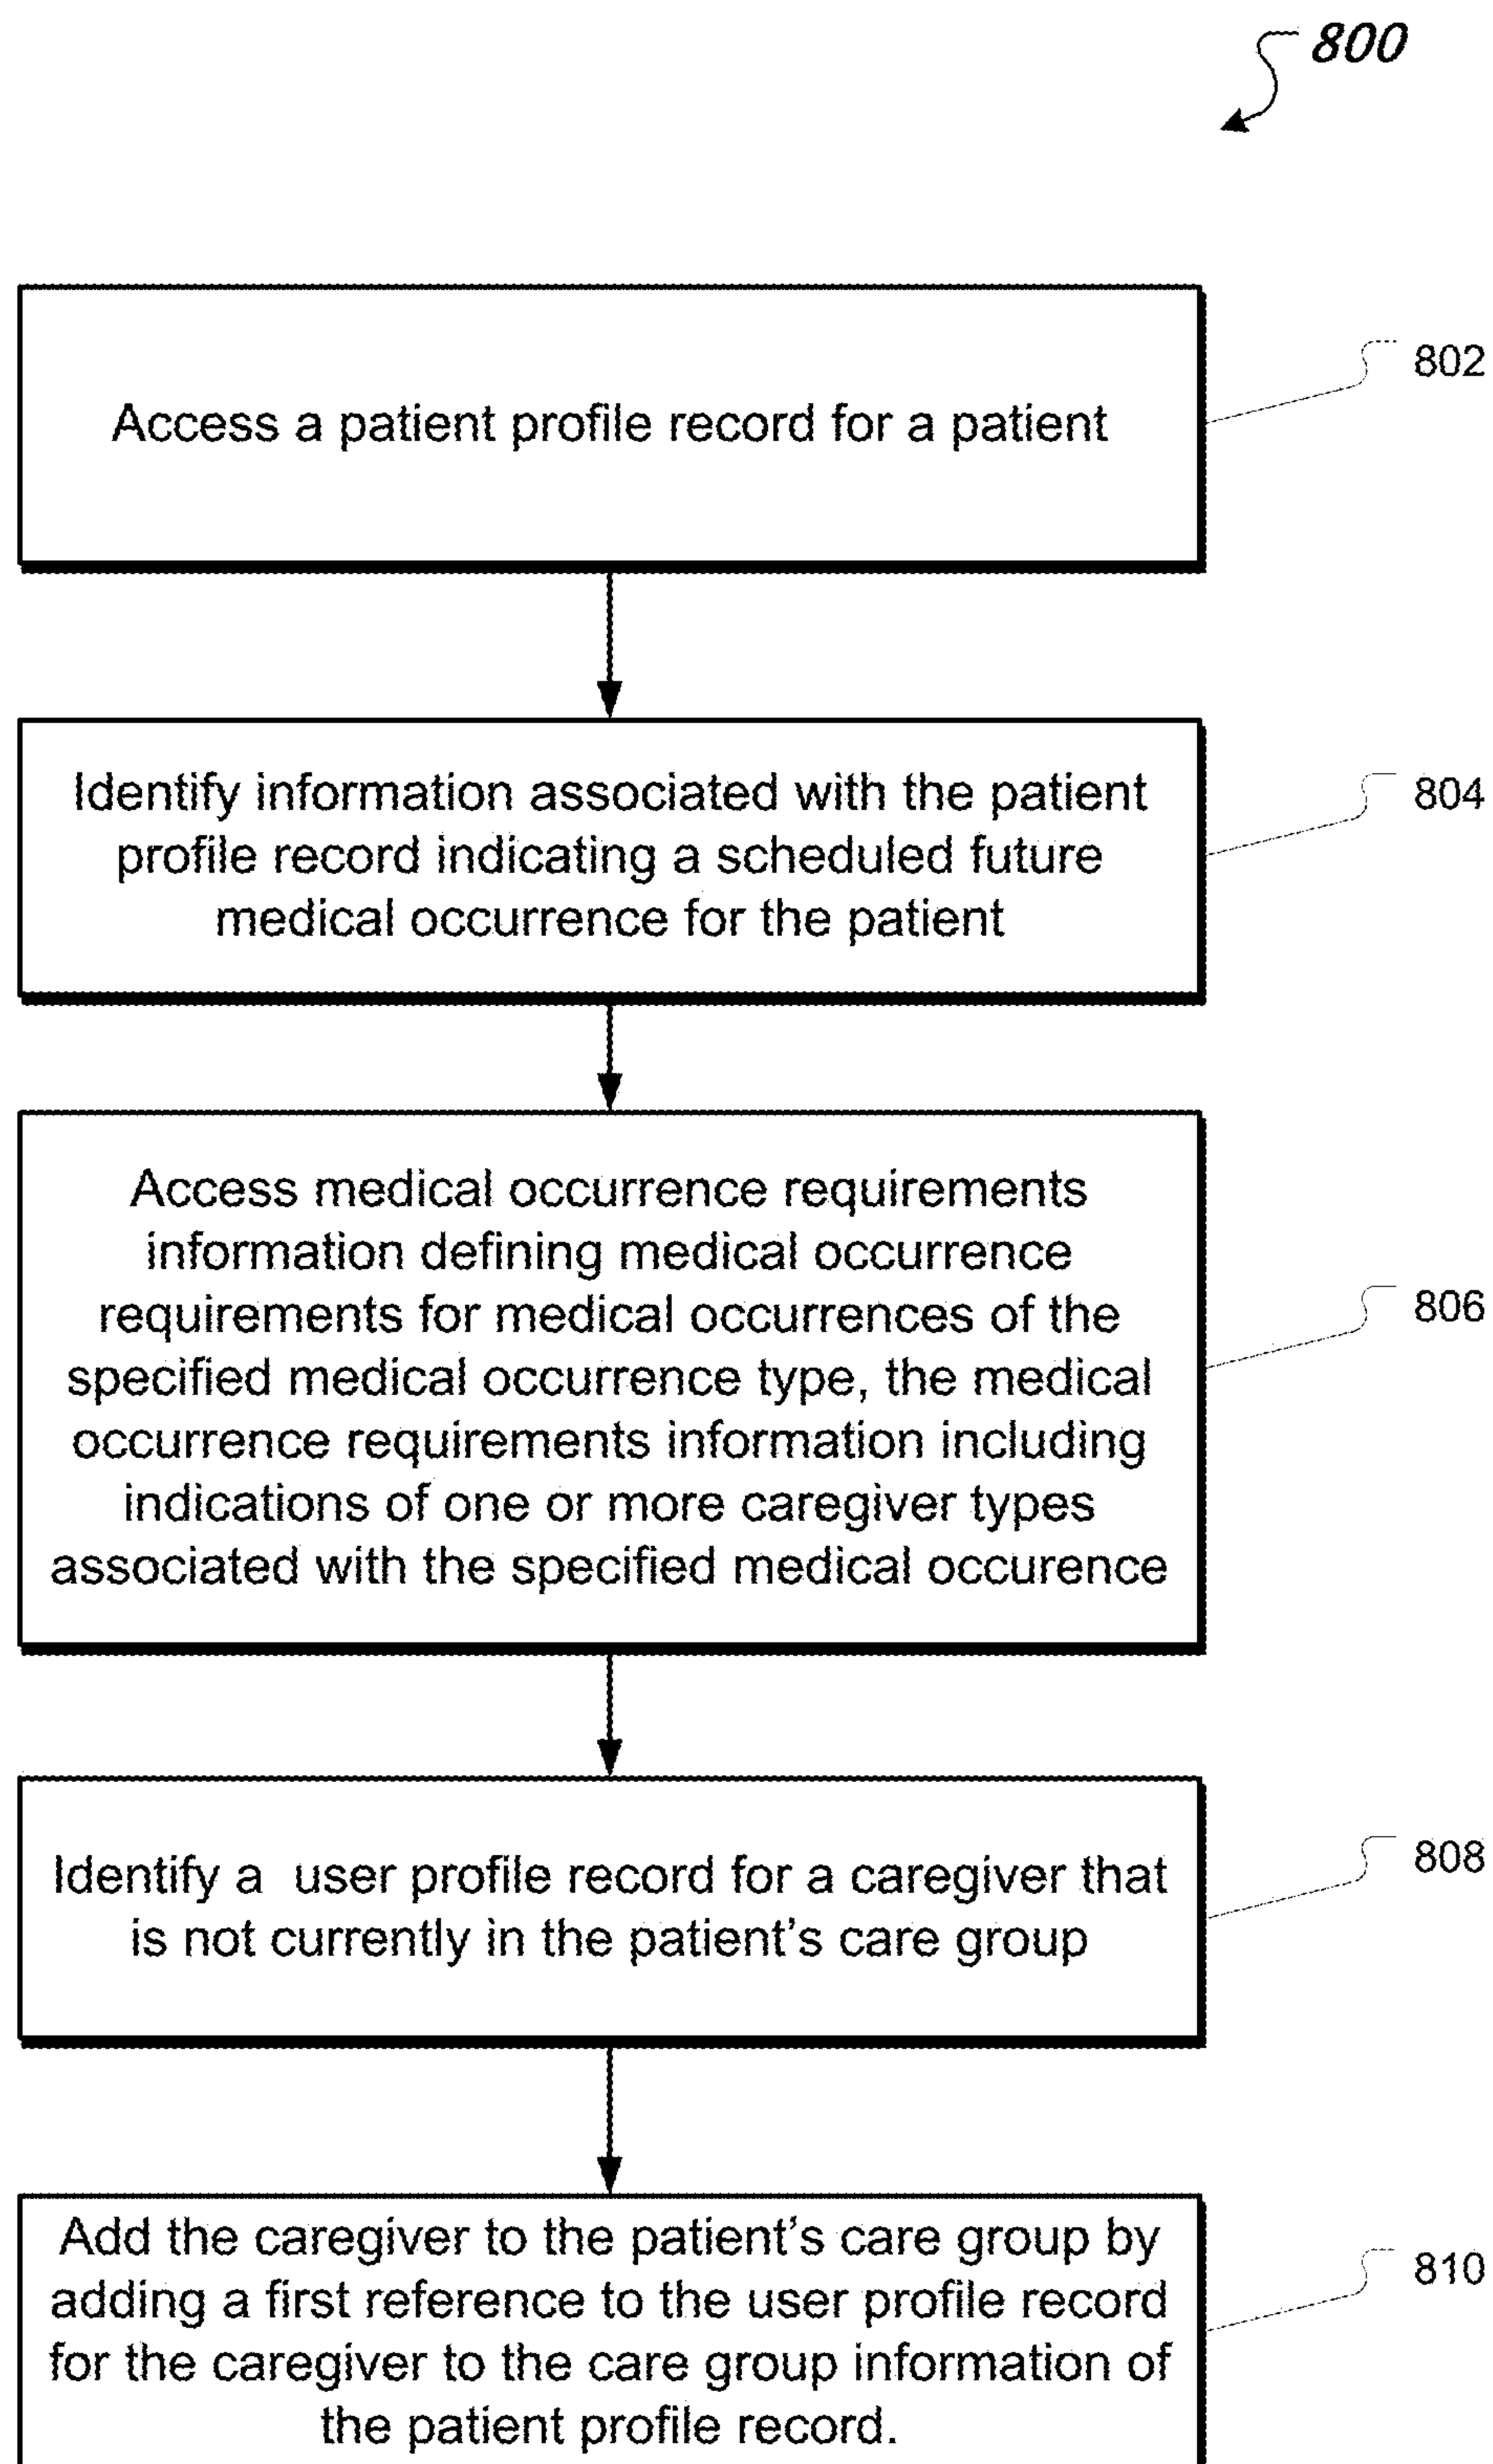 800
Access a patient profile record for a patient
802
Identify information associated with the patient
profile record indicating a scheduled future
medical occurrence for the patient
804
Access medical occurrence requirements
information defining medical occurrence
requirements for medical occurrences of the
specified medical occurrence type, the medical
occurrence requirements information including
indications of one or more caregiver types
associated with the specified medical occurence
806
Identify a user profile record for a caregiver that
is not currently in the patient's care group
808
Add the caregiver to the patient's care group by
adding a first reference to the user profile record
for the caregiver to the care group information of
the patient profile record.
810